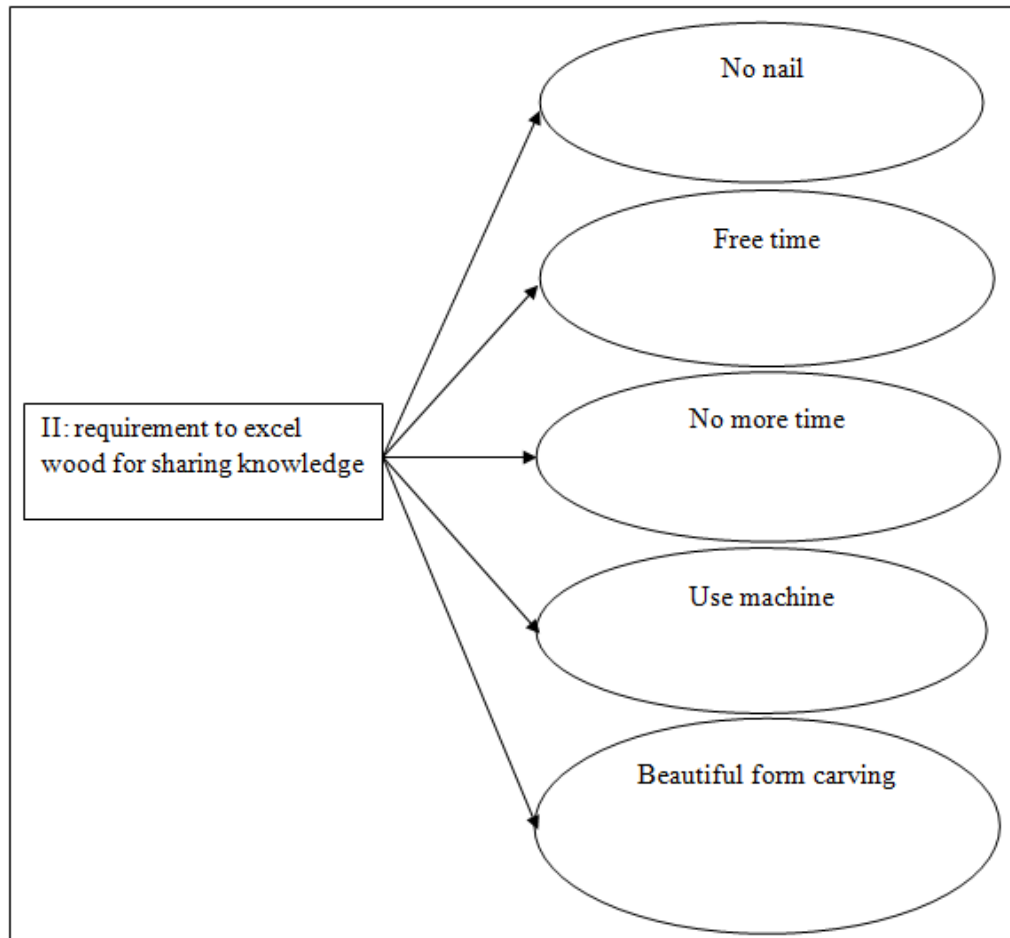 No nail
Free time
No more time
II: requirement to excel
wood for sharing knowledge
Use machine
Beautiful form carving